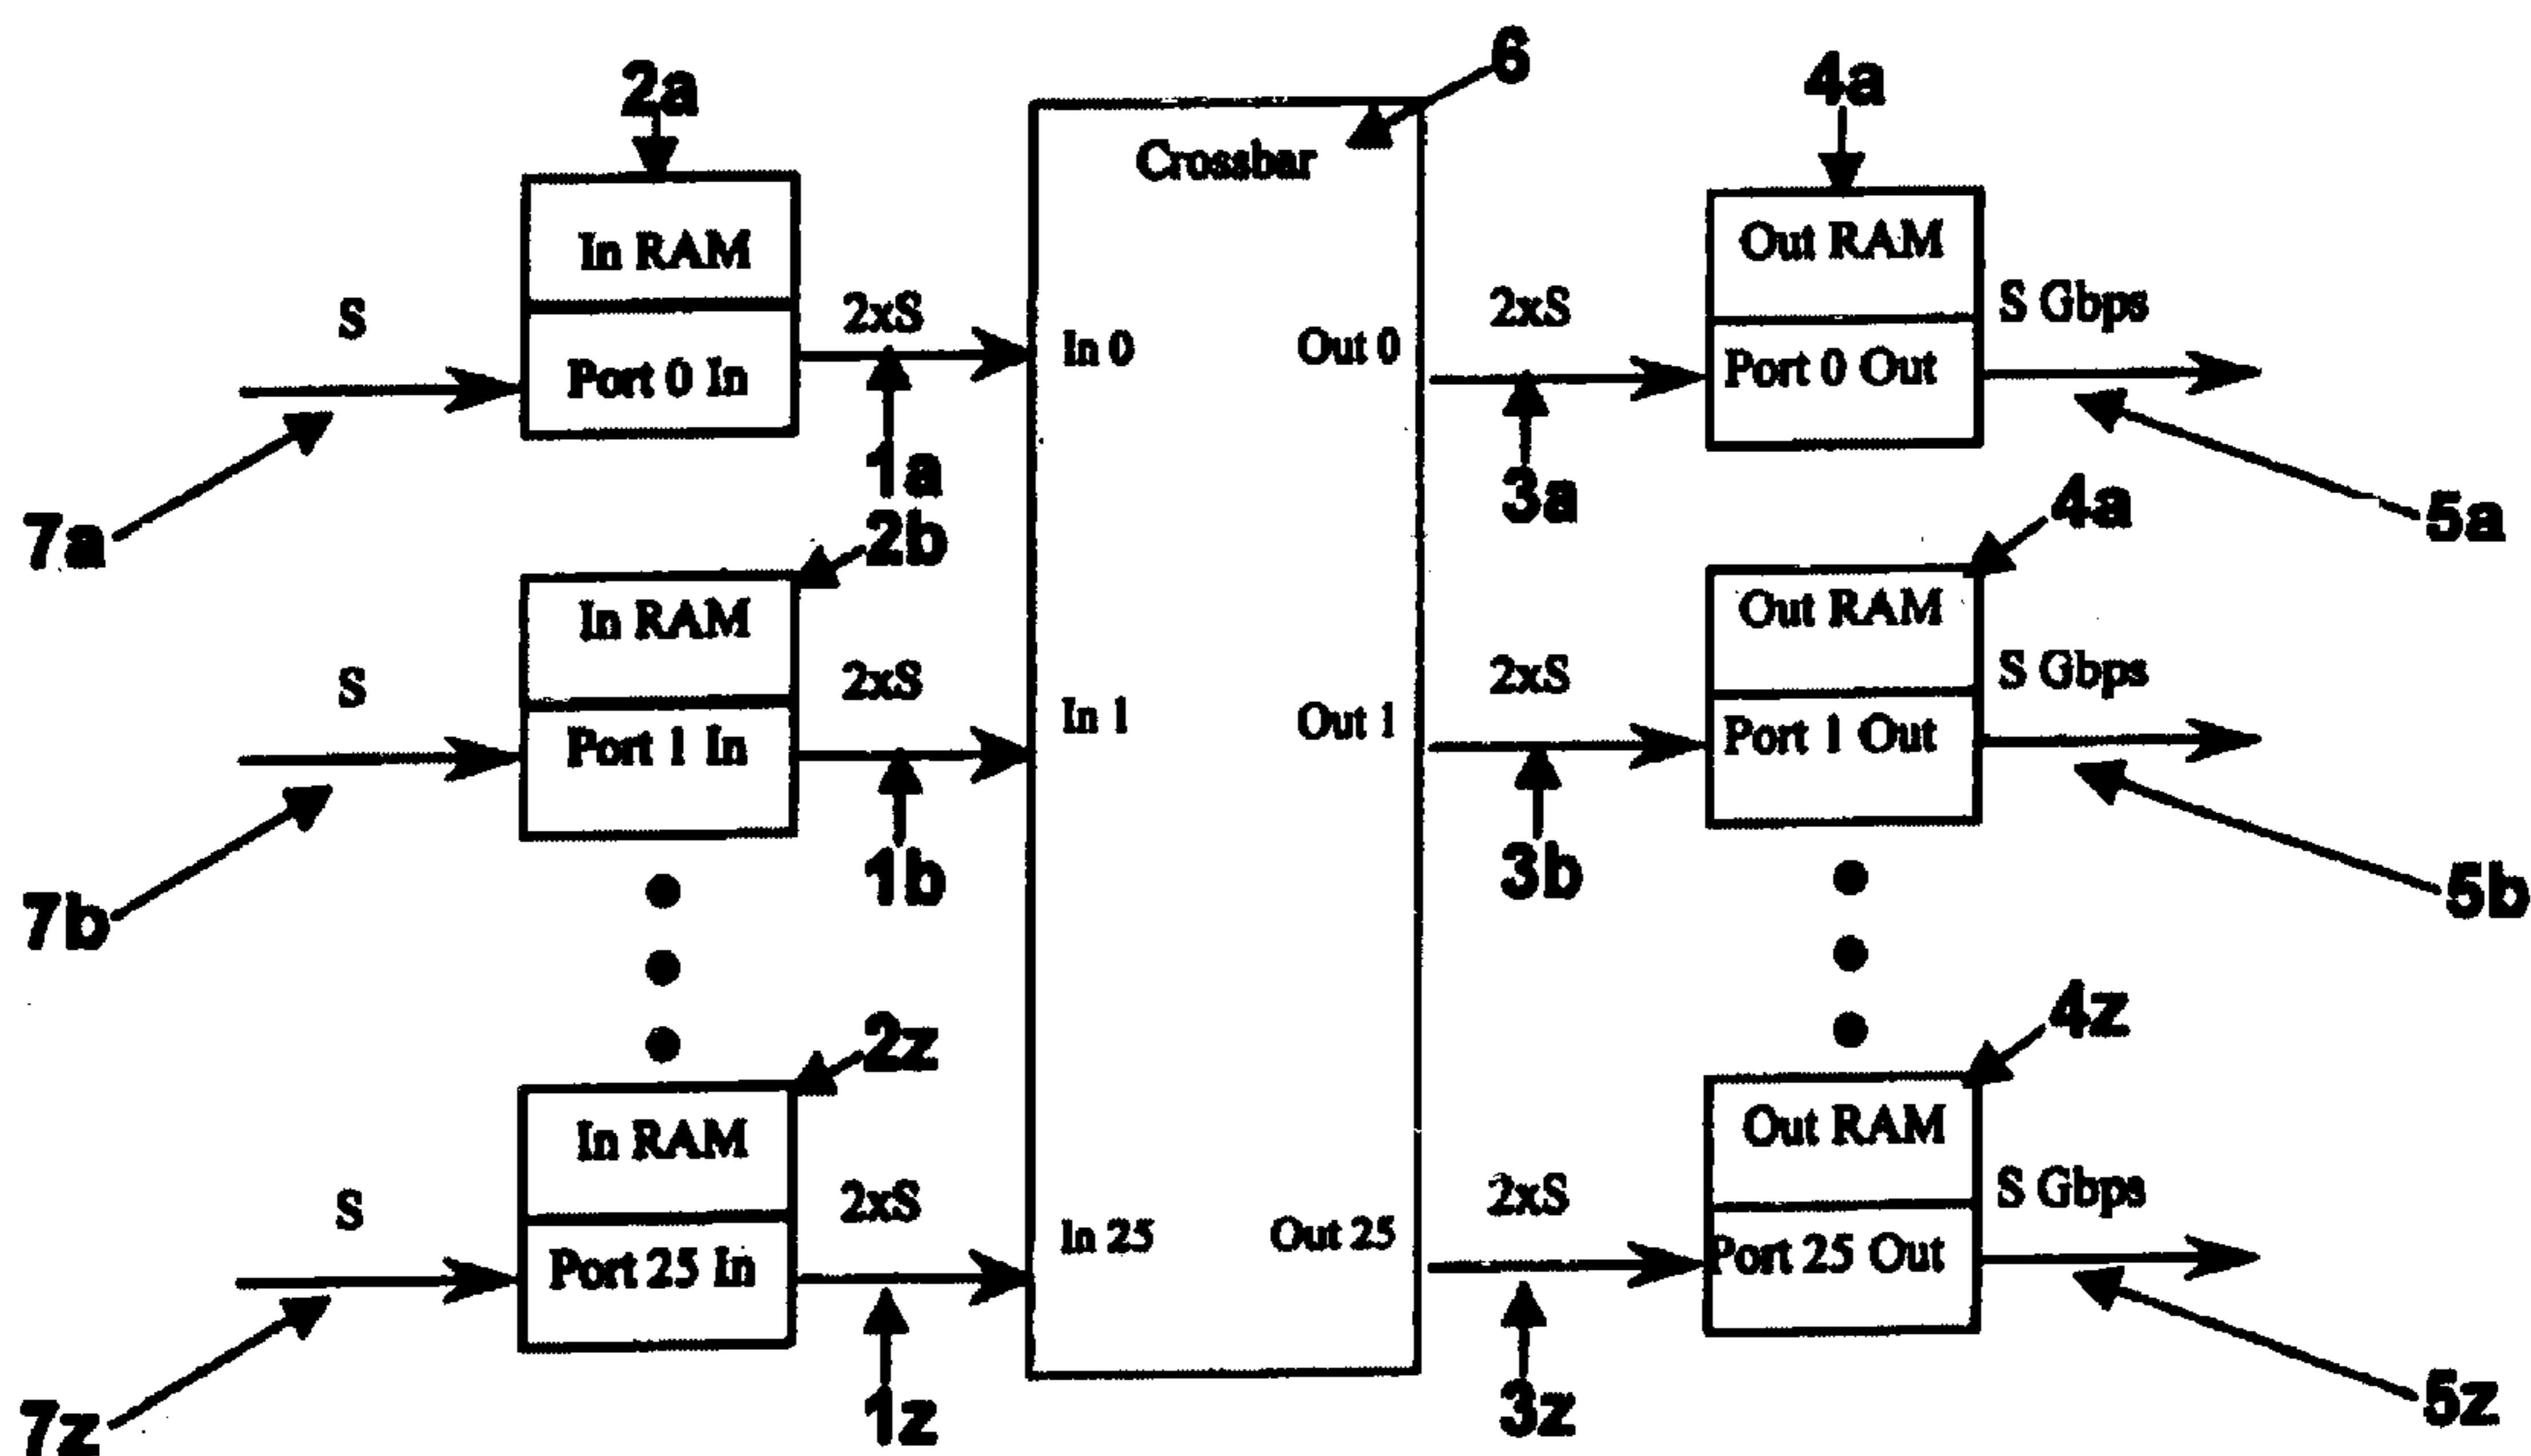 6
2a
4a
Crossbar
In RAM
Out RAM
S
2xS
2xS
S Gbps
Port 0 In
In 0
Out 0
Port 0 Out
1a
3a
7a
2b
4a
5a
In RAM
Out RAM
S
2xS
2xS
S Gbps
Port 1 In
In 1
Out 1
Port 1 Out
1b
3b
7b
5b
2z
4z
In RAM
Out RAM
S
2xS
2xS
S Gbps
Port 25 In
In 25
Out 25
Port 25 Out
1z
3z
7z
5z